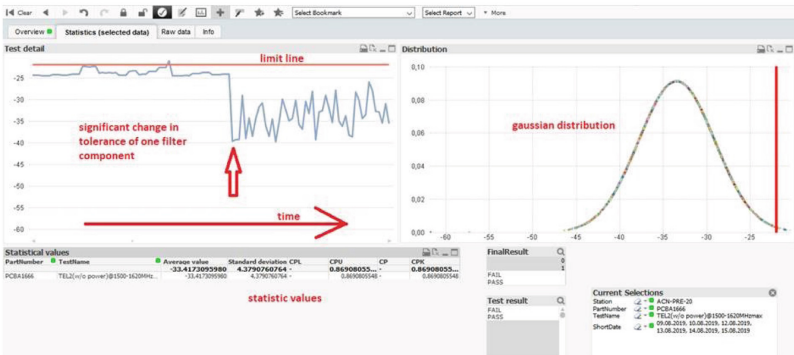 Clear
Select Bookmark
Select Report
More
Overview
Statistics (selected data)
Raw data
Info
Test detail
limit line
-25
-30
-35
-40
-45
-50
-55
-60
significant change in
tolerance of one filter
component
time
Distribution
0,10
0,08
0,06
0,04
0,02
0,00
gaussian distribution
-60 -55 -50 -45 -40 -35 -30 -25
Statistical values
PartNumber TestName Average value Standard deviation CPL CPU CP CPK
-33.4173095980 4.3790760764 - 0.86908055... - 0.86908055...
PCBA1666 TEL2(w/o power)@1500-1620MHz... -33.4173095980 4.3790760764 - 0.8690805548 - 0.8690805548
statistic values
FinalResult
0
1
FAIL
PASS
Test result
FAIL
PASS
Current Selections
Station ACN-PRE-20
PartNumber PCBA1666
TestName TEL2(w/o power)@1500-1620MHzmax
ShortDate 09.08.2019, 10.08.2019, 12.08.2019,
13.08.2019, 14.08.2019, 15.08.2019